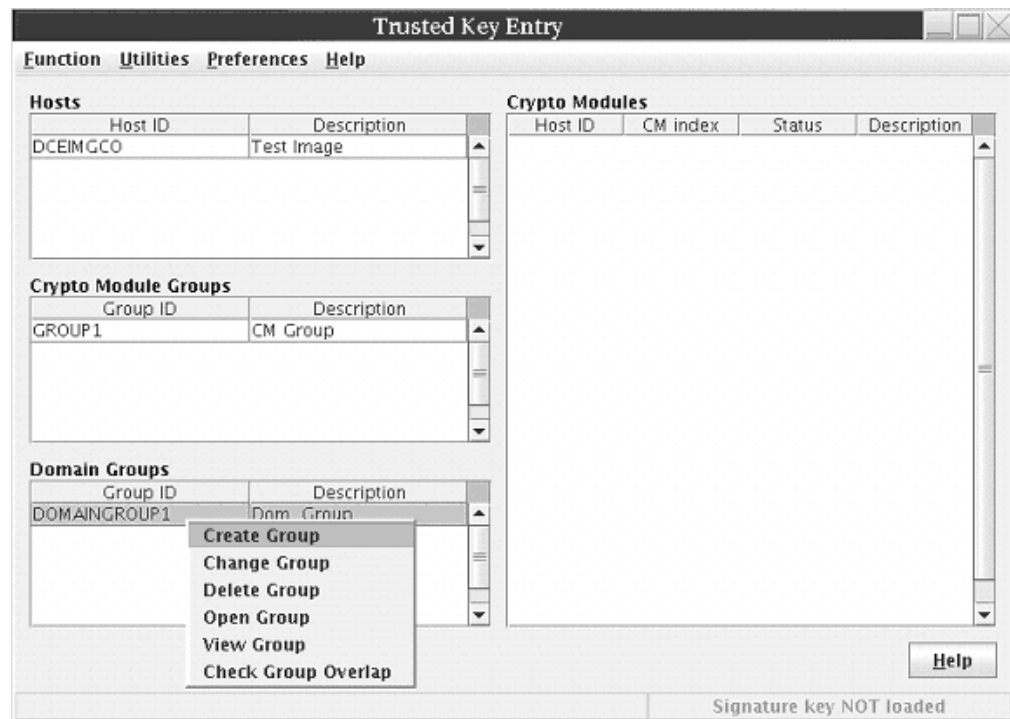 Trusted Key Entry
Function Utilities Preferences Help
Hosts
Host ID Description
DCEIMGCO Test Image
Crypto Module Groups
Group ID Description
GROUP1 CM Group
Domain Groups
Group ID Description
DOMAINGROUP1 Dom. Group
Create Group
Change Group
Delete Group
Open Group
View Group
Check Group Overlap
Crypto Modules
Host ID CM index Status Description
Help
Signature key NOT loaded